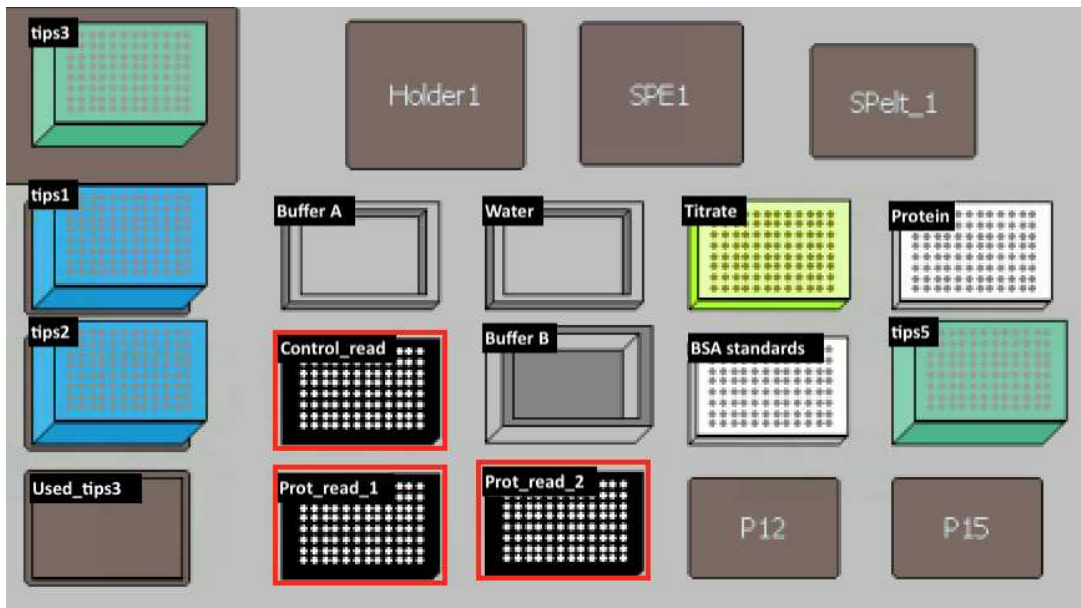 tips3
Holder1
SPE1
SPelt_1
tips1
Buffer A
Water
Titrate
Protein
tips2
Control_read
Buffer B
BSA standards
tips5
Used_tips3
Prot_read_1
Prot_read_2
P12
P15